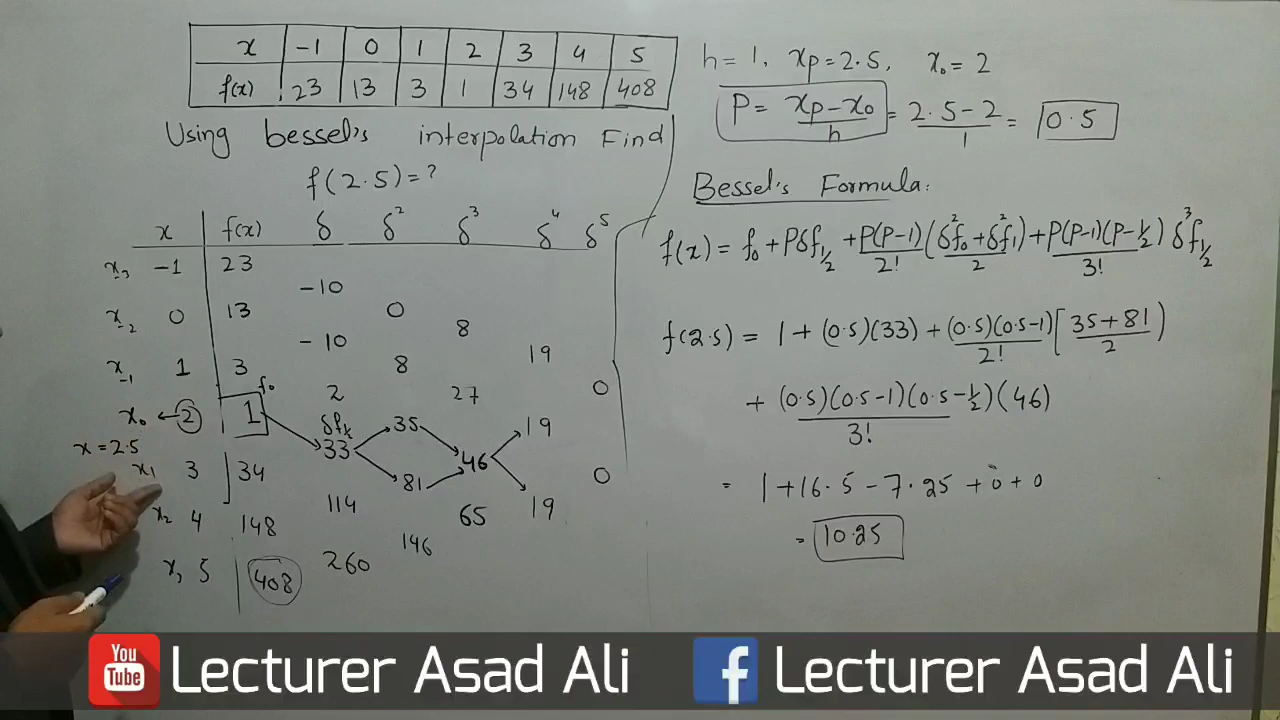 x -1 0 1 2 3 4 5
f(x) 23 13 3 1 34 148 408
Using bessel's interpolation Find
f(2.5) = ?
x f(x) δ δ² δ³ δ⁴ δ⁵
x₋₃ -1 23
-10
x₋₂ 0 13 0
-10 8
x₋₁ 1 3 8 19
f₀ 2 27 0
x₀ ← 2 1 35 19
δf½
x = 2.5 33 46
x₁ 3 34 81 0
114 65 19
x₂ 4 148 146
x₃ 5 408 260
h = 1, xp = 2.5, x₀ = 2
P = xp - x₀ / h = 2.5 - 2 / 1 = 0.5
Bessel's Formula:
f(x) = f₀ + Pδf½ + P(P-1)/2! (δ²f₀ + δ²f₁)/2 + P(P-1)(P-½)/3! δ³f½
f(2.5) = 1 + (0.5)(33) + (0.5)(0.5-1)/2! [35+81/2)
+ (0.5)(0.5-1)(0.5-½)(46)/3!
= 1 + 16.5 - 7.25 + 0 + 0
= 10.25
You Tube Lecturer Asad Ali f Lecturer Asad Ali